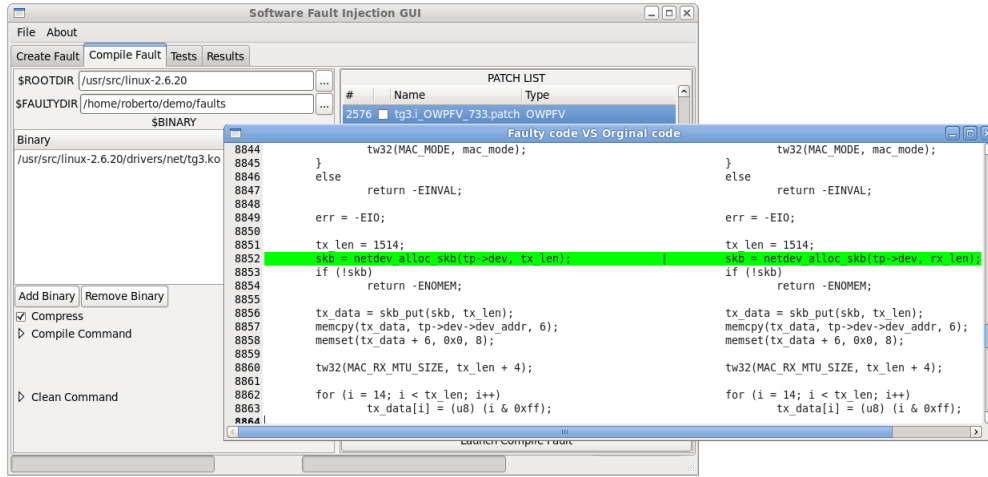 Software Fault Injection GUI
File About
Create Fault Compile Fault Tests Results
$ROOTDIR /usr/src/linux-2.6.20 ...
$FAULTYDIR /home/roberto/demo/faults ...
$BINARY
Binary
/usr/src/linux-2.6.20/drivers/net/tg3.ko
Add Binary Remove Binary
Compress
Compile Command
Clean Command
PATCH LIST
# Name Type
2576 tg3.i_OWPFV_733.patch OWPFV
Faulty code VS Orginal code
8844 tw32(MAC_MODE, mac_mode); tw32(MAC_MODE, mac_mode);
8845 } }
8846 else else
8847 return -EINVAL; return -EINVAL;
8848
8849 err = -EIO; err = -EIO;
8850
8851 tx_len = 1514; tx_len = 1514;
8852 skb = netdev_alloc_skb(tp->dev, tx_len); | skb = netdev_alloc_skb(tp->dev, rx_len);
8853 if (!skb) if (!skb)
8854 return -ENOMEM; return -ENOMEM;
8855
8856 tx_data = skb_put(skb, tx_len); tx_data = skb_put(skb, tx_len);
8857 memcpy(tx_data, tp->dev->dev_addr, 6); memcpy(tx_data, tp->dev->dev_addr, 6);
8858 memset(tx_data + 6, 0x0, 8); memset(tx_data + 6, 0x0, 8);
8859
8860 tw32(MAC_RX_MTU_SIZE, tx_len + 4); tw32(MAC_RX_MTU_SIZE, tx_len + 4);
8861
8862 for (i = 14; i < tx_len; i++) for (i = 14; i < tx_len; i++)
8863 tx_data[i] = (u8) (i & 0xff); tx_data[i] = (u8) (i & 0xff);
8864
Launch Compile Fault